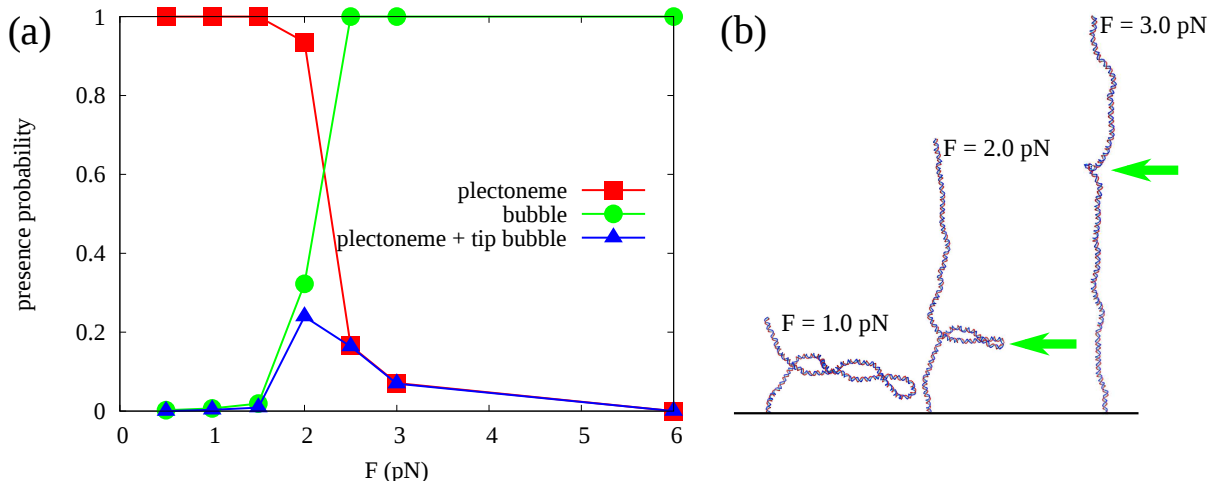 (a)
presence probability
1
0.8
0.6
0.4
0.2
0
0 1 2 3 4 5 6
F (pN)
plectoneme
bubble
plectoneme + tip bubble
(b)
F = 1.0 pN
F = 2.0 pN
F = 3.0 pN